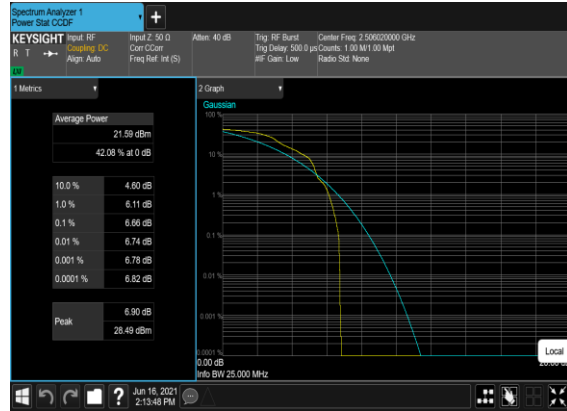 Spectrum Analyzer 1
Power Stat CCDF
KEYSIGHT
R T
Input: RF
Coupling: DC
Align: Auto
Input Z: 50 Ω
Corr CCorr
Freq Ref: Int (S)
Atten: 40 dB
Trig: RF Burst
Trig Delay: 500.0 µs
#IF Gain: Low
Center Freq: 2.506020000 GHz
Counts: 1.00 M/1.00 Mpt
Radio Std: None
1 Metrics
Average Power
21.59 dBm
42.08 % at 0 dB
10.0 % 4.60 dB
1.0 % 6.11 dB
0.1 % 6.66 dB
0.01 % 6.74 dB
0.001 % 6.78 dB
0.0001 % 6.82 dB
Peak
6.90 dB
28.49 dBm
2 Graph
Gaussian
100 %
10 %
1 %
0.1 %
0.01 %
0.001 %
0.0001 %
0.00 dB
Info BW 25.000 MHz
Local
Jun 16, 2021
2:13:48 PM